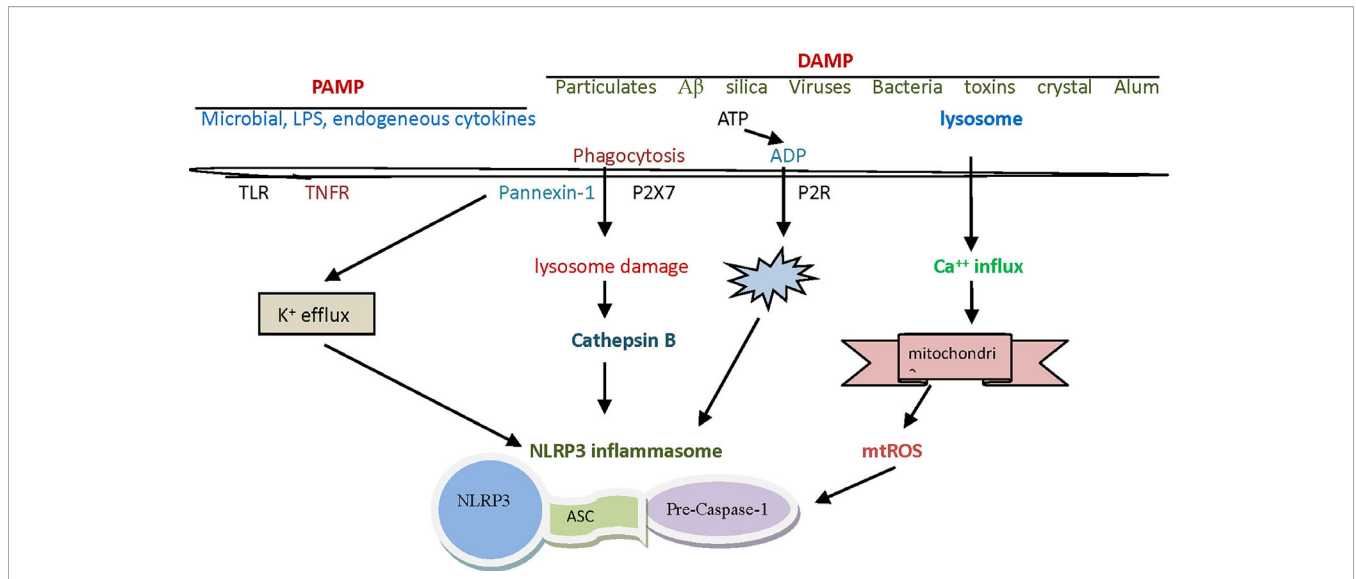 DAMP
PAMP
Particulates Aβ silica Viruses Bacteria toxins crystal Alum
Microbial, LPS, endogeneous cytokines
ATP
lysosome
Phagocytosis
ADP
TLR TNFR Pannexin-1 P2X7 P2R
lysosome damage
Ca⁺⁺ influx
K⁺ efflux
Cathepsin B
mitochondri
NLRP3 inflammasome
mtROS
NLRP3
ASC
Pre-Caspase-1